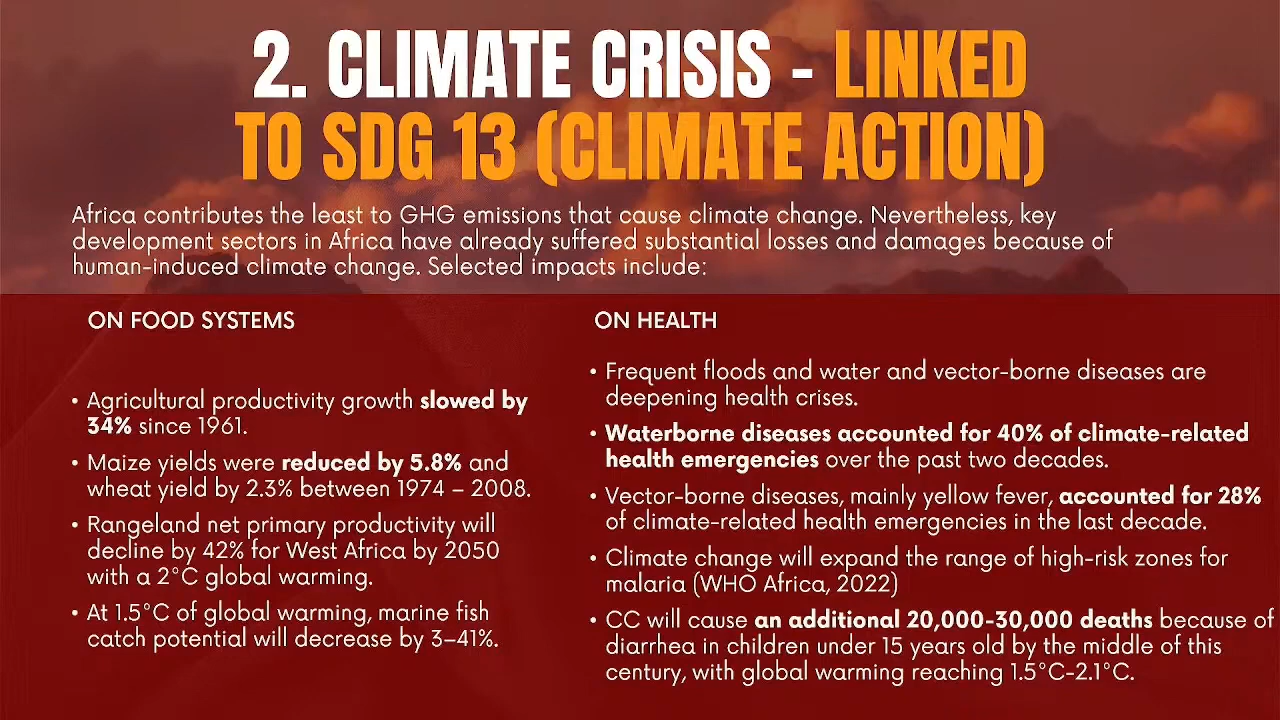 2. CLIMATE CRISIS - LINKED
TO SDG 13 (CLIMATE ACTION)
Africa contributes the least to GHG emissions that cause climate change. Nevertheless, key
development sectors in Africa have already suffered substantial losses and damages because of
human-induced climate change. Selected impacts include:
ON FOOD SYSTEMS
• Agricultural productivity growth slowed by
34% since 1961.
• Maize yields were reduced by 5.8% and
wheat yield by 2.3% between 1974 – 2008.
• Rangeland net primary productivity will
decline by 42% for West Africa by 2050
with a 2°C global warming.
• At 1.5°C of global warming, marine fish
catch potential will decrease by 3–41%.
ON HEALTH
• Frequent floods and water and vector-borne diseases are
deepening health crises.
• Waterborne diseases accounted for 40% of climate-related
health emergencies over the past two decades.
• Vector-borne diseases, mainly yellow fever, accounted for 28%
of climate-related health emergencies in the last decade.
• Climate change will expand the range of high-risk zones for
malaria (WHO Africa, 2022)
• CC will cause an additional 20,000-30,000 deaths because of
diarrhea in children under 15 years old by the middle of this
century, with global warming reaching 1.5°C-2.1°C.